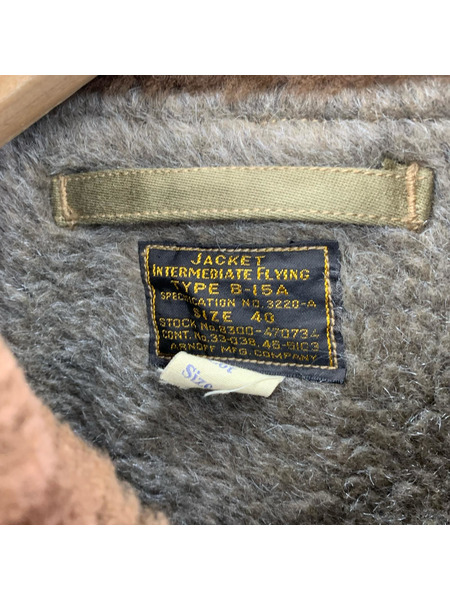 JACKET
INTERMEDIATE FLYING
TYPE B-15A
SPECIFICATION NO. 3220-A
SIZE 40
STOCK No. 8300-470734
CONT. No. 33-038, 45-5103
ARNOFF MFG. COMPANY
Size